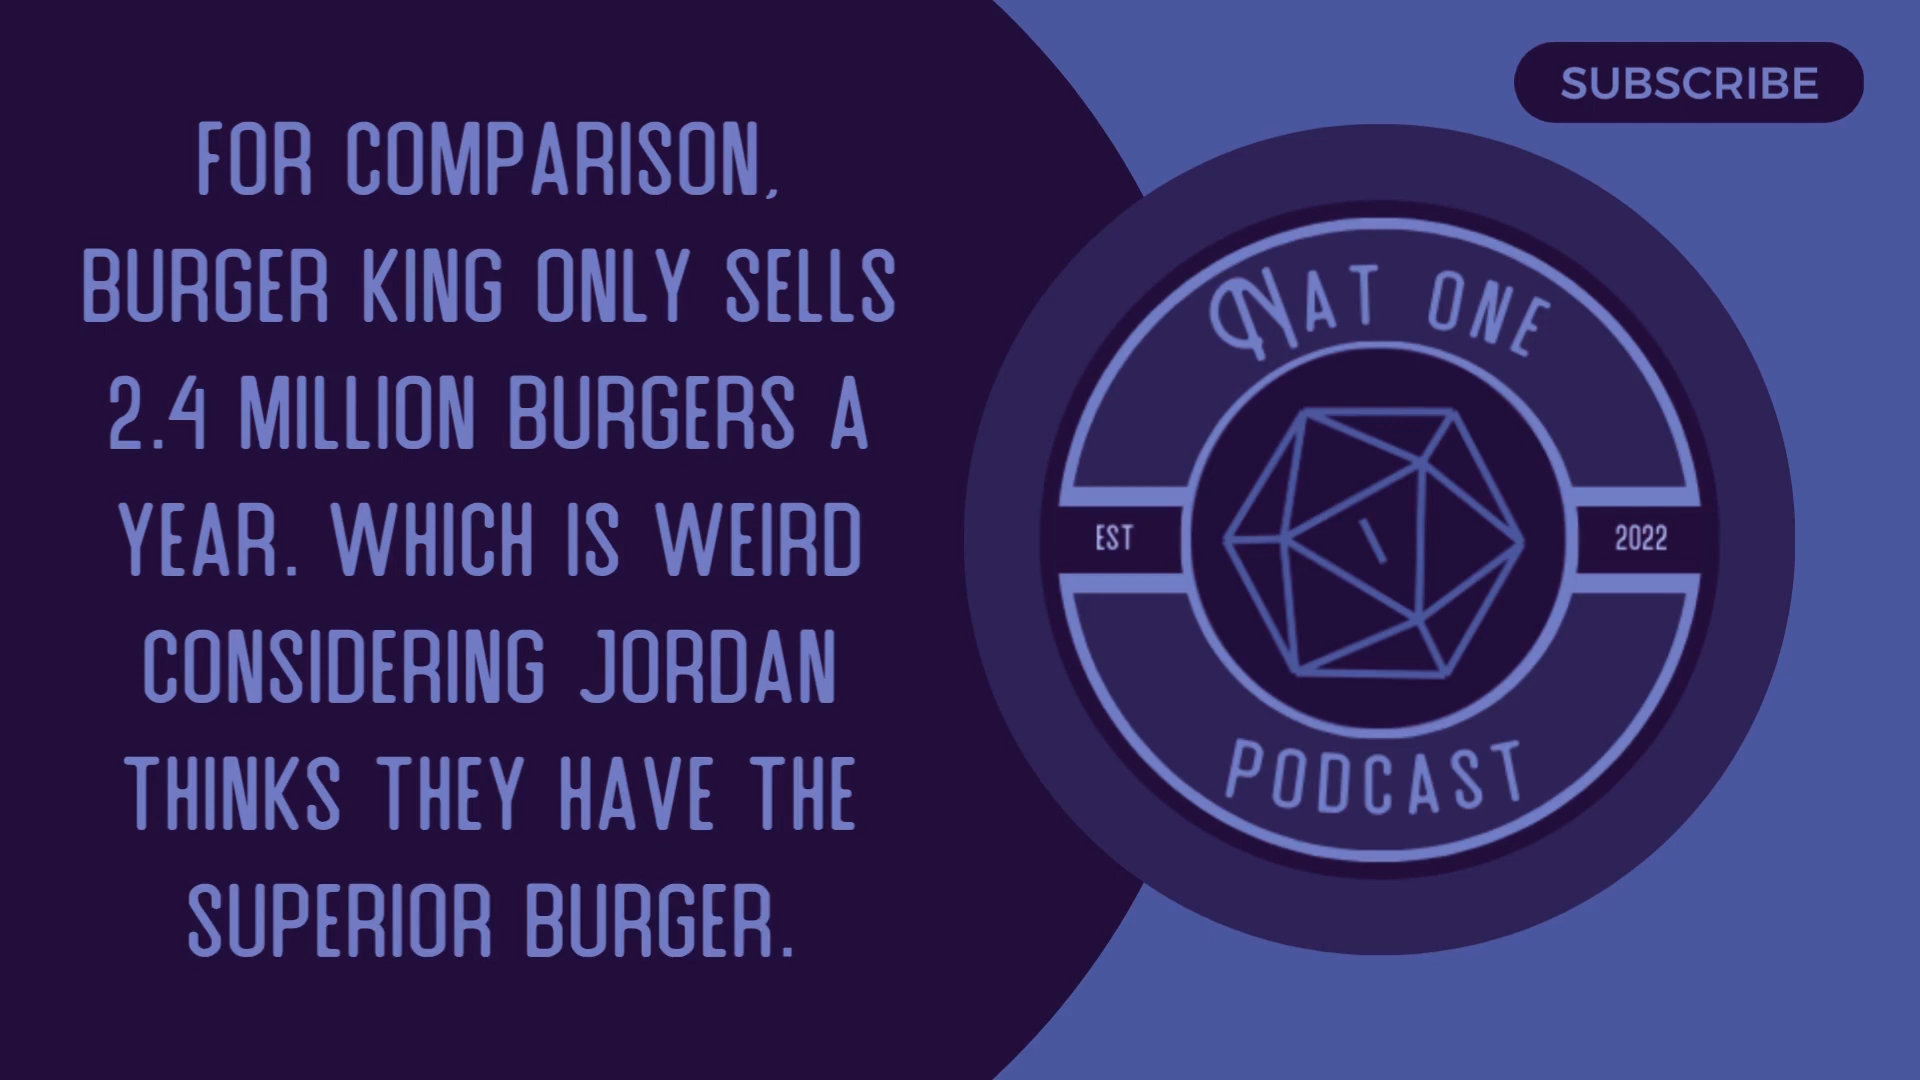 FOR COMPARISON,
BURGER KING ONLY SELLS
2.4 MILLION BURGERS A
YEAR. WHICH IS WEIRD
CONSIDERING JORDAN
THINKS THEY HAVE THE
SUPERIOR BURGER.
SUBSCRIBE
NAT ONE
EST
2022
PODCAST